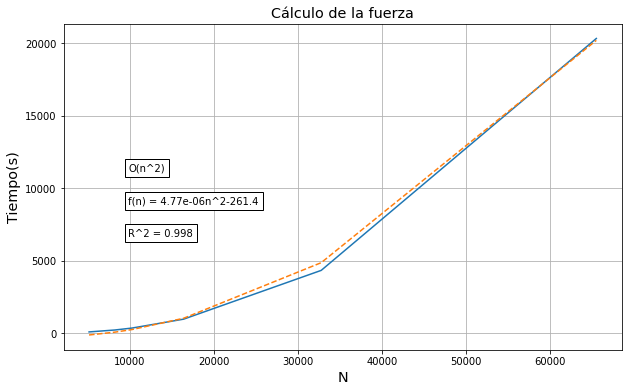 Cálculo de la fuerza
Tiempo(s)
20000
15000
10000
5000
0
O(n^2)
f(n) = 4.77e-06n^2-261.4
R^2 = 0.998
10000 20000 30000 40000 50000 60000
N